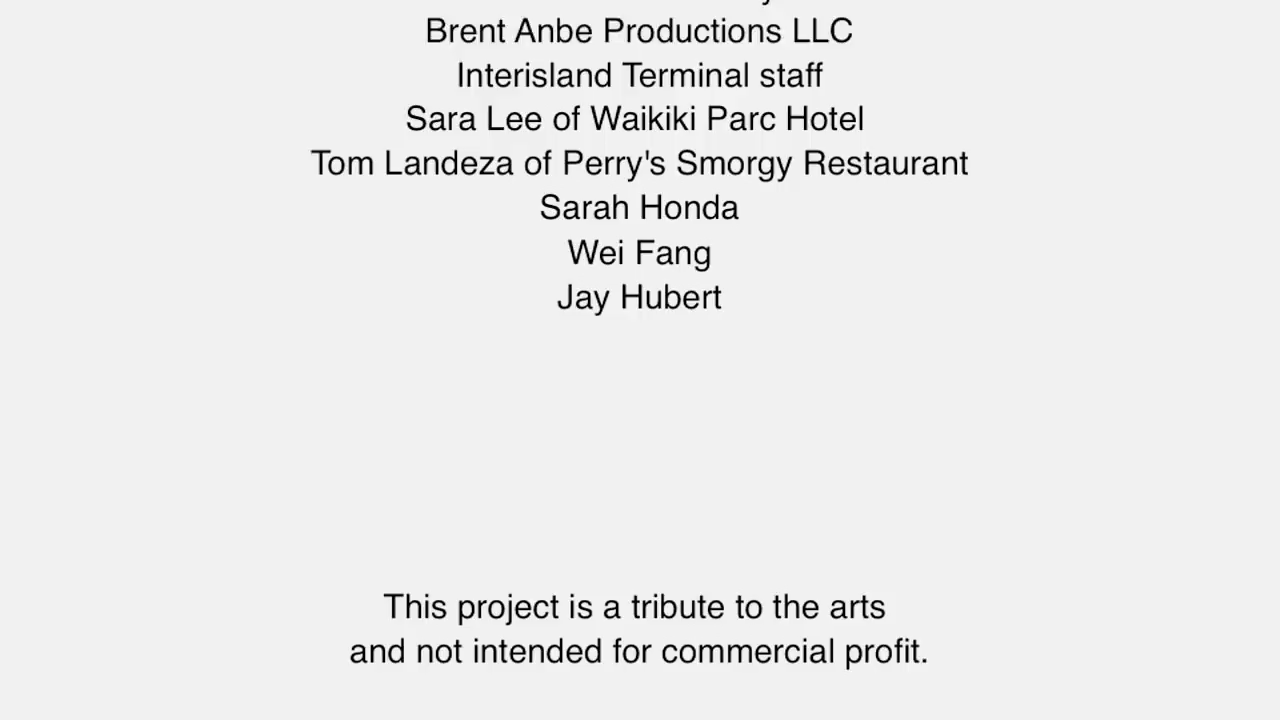 Brent Anbe Productions LLC
Interisland Terminal staff
Sara Lee of Waikiki Parc Hotel
Tom Landeza of Perry's Smorgy Restaurant
Sarah Honda
Wei Fang
Jay Hubert
This project is a tribute to the arts
and not intended for commercial profit.